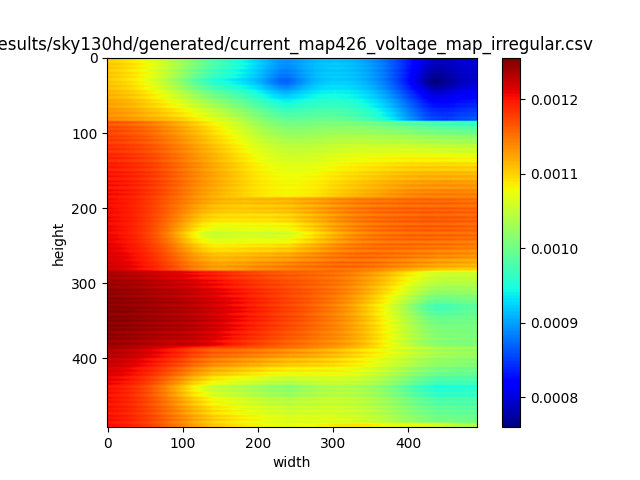 esults/sky130hd/generated/current_map426_voltage_map_irregular.csv
0
100
200
300
400
height
0 100 200 300 400
width
0.0012
0.0011
0.0010
0.0009
0.0008